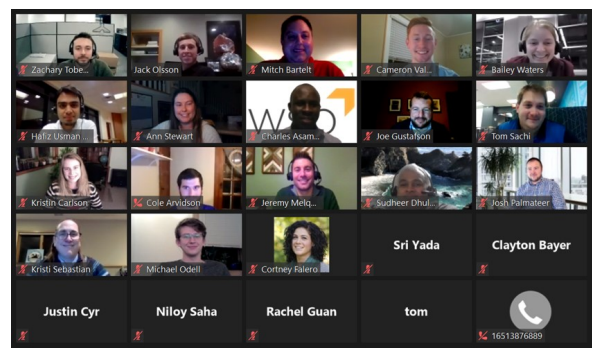 Zachary Tobe...
Jack Olsson
Mitch Bartelt
Cameron Val...
Bailey Waters
Hafiz Usman ...
Ann Stewart
WSB
Charles Asam...
Joe Gustafson
Tom Sachi
Kristin Carlson
Cole Arvidson
Jeremy Melq...
Sudheer Dhul...
Josh Palmateer
Kristi Sebastian
Michael Odell
Cortney Falero
Sri Yada
Clayton Bayer
Justin Cyr
Niloy Saha
Rachel Guan
tom
16513876889